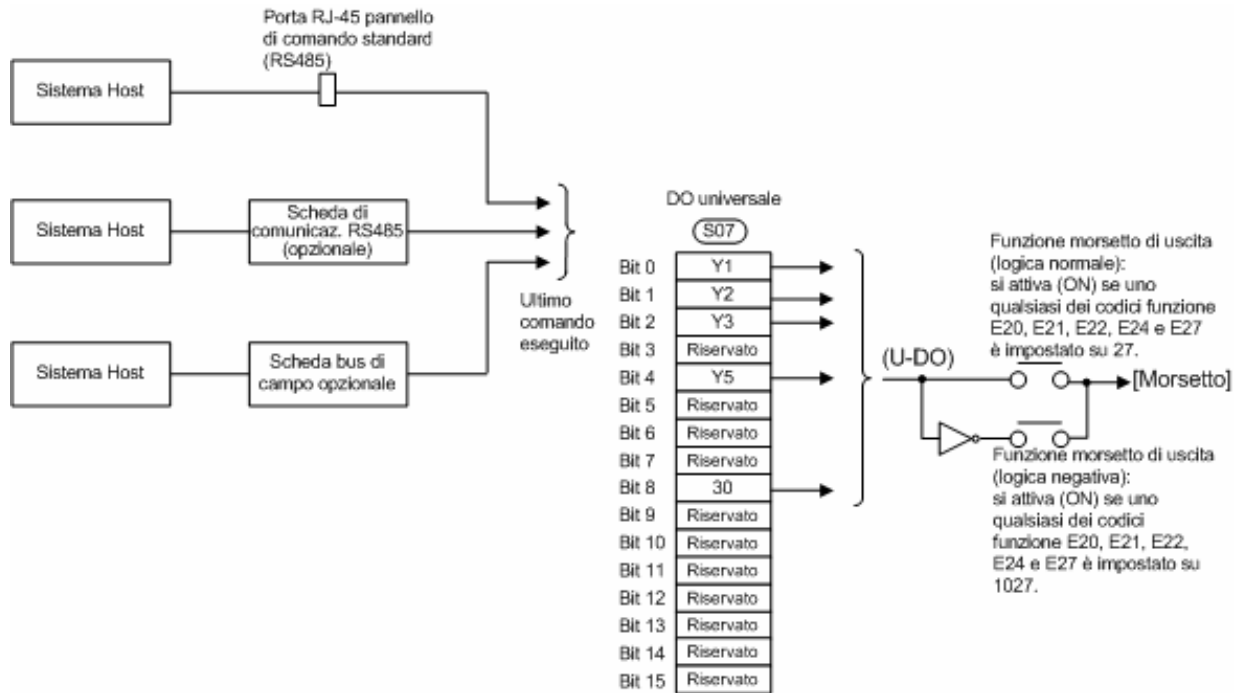 Porta RJ-45 pannello
di comando standard
(RS485)
Sistema Host
Sistema Host
Scheda di
comunicaz. RS485
(opzionale)
Sistema Host
Scheda bus di
campo opzionale
Ultimo
comando
eseguito
DO universale
S07
Bit 0 Y1
Bit 1 Y2
Bit 2 Y3
Bit 3 Riservato
Bit 4 Y5
Bit 5 Riservato
Bit 6 Riservato
Bit 7 Riservato
Bit 8 30
Bit 9 Riservato
Bit 10 Riservato
Bit 11 Riservato
Bit 12 Riservato
Bit 13 Riservato
Bit 14 Riservato
Bit 15 Riservato
(U-DO)
Funzione morsetto di uscita
(logica normale):
si attiva (ON) se uno
qualsiasi dei codici funzione
E20, E21, E22, E24 e E27
è impostato su 27.
[Morsetto]
Funzione morsetto di uscita
(logica negativa):
si attiva (ON) se uno
qualsiasi dei codici
funzione E20, E21, E22,
E24 e E27 è impostato su
1027.